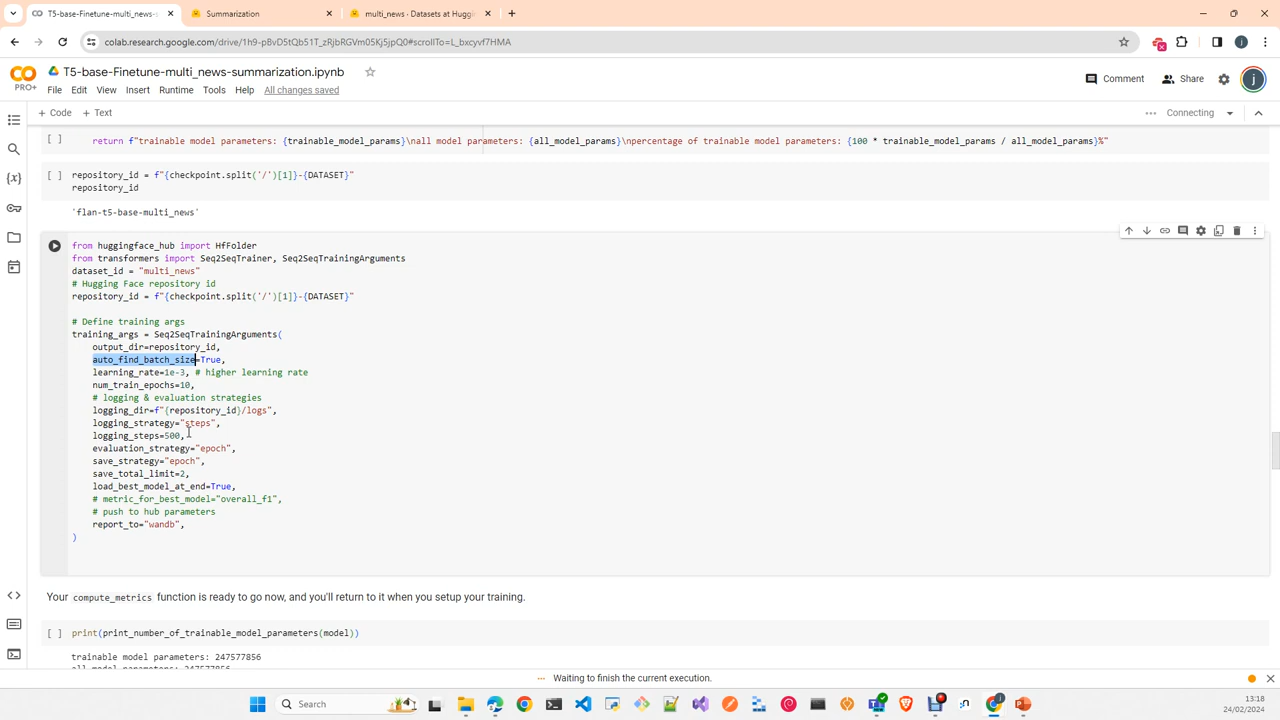 T5-base-Finetune-multi_news-s
Summarization
multi_news · Datasets at Huggi
colab.research.google.com/drive/1h9-pBvD5tQb51T_zRjbRGVm05Kj5jpQ0#scrollTo=L_bxcyvf7HMA
CO
PRO+
T5-base-Finetune-multi_news-summarization.ipynb
File Edit View Insert Runtime Tools Help All changes saved
Comment Share
+ Code + Text
Connecting
[ ] return f"trainable model parameters: {trainable_model_params}\nall model parameters: {all_model_params}\npercentage of trainable model parameters: {100 * trainable_model_params / all_model_params}%"
[ ] repository_id = f"{checkpoint.split('/')[1]}-{DATASET}"
repository_id
'flan-t5-base-multi_news'
from huggingface_hub import HfFolder
from transformers import Seq2SeqTrainer, Seq2SeqTrainingArguments
dataset_id = "multi_news"
# Hugging Face repository id
repository_id = f"{checkpoint.split('/')[1]}-{DATASET}"
# Define training args
training_args = Seq2SeqTrainingArguments(
output_dir=repository_id,
auto_find_batch_size=True,
learning_rate=1e-3, # higher learning rate
num_train_epochs=10,
# logging & evaluation strategies
logging_dir=f"{repository_id}/logs",
logging_strategy="steps",
logging_steps=500,
evaluation_strategy="epoch",
save_strategy="epoch",
save_total_limit=2,
load_best_model_at_end=True,
# metric_for_best_model="overall_f1",
# push to hub parameters
report_to="wandb",
)
Your compute_metrics function is ready to go now, and you'll return to it when you setup your training.
[ ] print(print_number_of_trainable_model_parameters(model))
trainable model parameters: 247577856
all model parameters: 247577856
Waiting to finish the current execution.
Search
13:18
24/02/2024